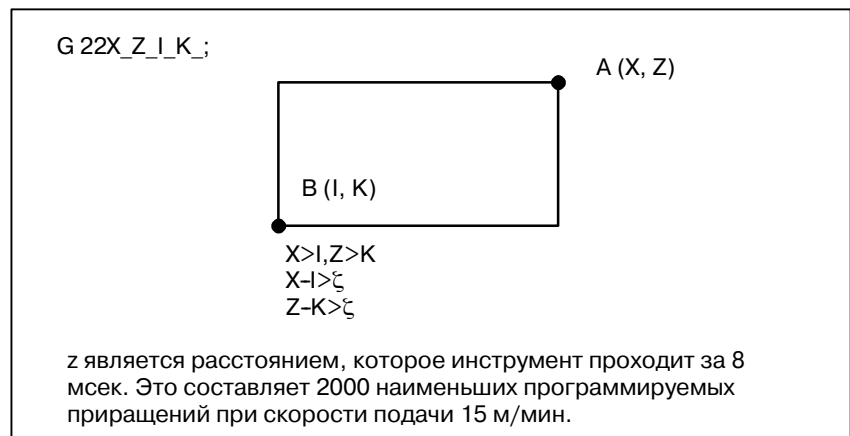 G 22X_Z_I_K_;
A (X, Z)
B (I, K)
X>I,Z>K
X-I>ζ
Z-K>ζ
z является расстоянием, которое инструмент проходит за 8
мсек. Это составляет 2000 наименьших программируемых
приращений при скорости подачи 15 м/мин.